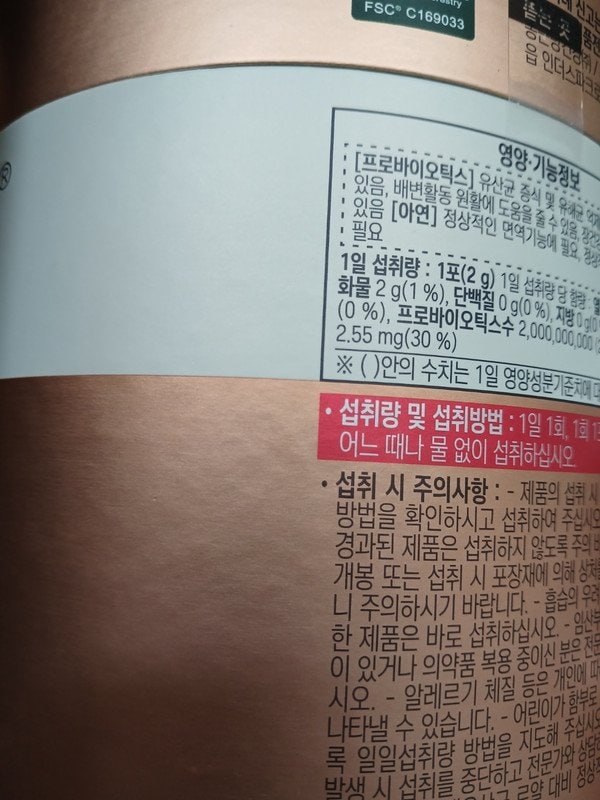 FSC® C169033
®
영양·기능정보
[프로바이오틱스] 유산균 증식 및 유해균
있음, 배변활동 원활에 도움을 줄 수 있음,
있음 [아연] 정상적인 면역기능에 필요,
필요
1일 섭취량 : 1포(2 g) 1일 섭취량 당 함량 :
화물 2 g(1 %), 단백질 0 g(0 %), 지방 0 g(0
(0 %), 프로바이오틱스수 2,000,000,000
2.55 mg(30 %)
※ ( )안의 수치는 1일 영양성분기준치에
• 섭취량 및 섭취방법 : 1일 1회, 1회
어느 때나 물 없이 섭취하십시오.
• 섭취 시 주의사항 : - 제품의 섭취 시
방법을 확인하시고 섭취하여 주십시오
경과된 제품은 섭취하지 않도록 주의
개봉 또는 섭취 시 포장재에 의해
니 주의하시기 바랍니다. - 흡습의 우려
한 제품은 바로 섭취하십시오. -
이 있거나 의약품 복용 중이신 분은
시오. - 알레르기 체질 등은 개인에
나타낼 수 있습니다. - 어린이가 함부로
록 일일섭취량 방법을 지도해 주십시오
발생 시 섭취를 중단하고 전문가와